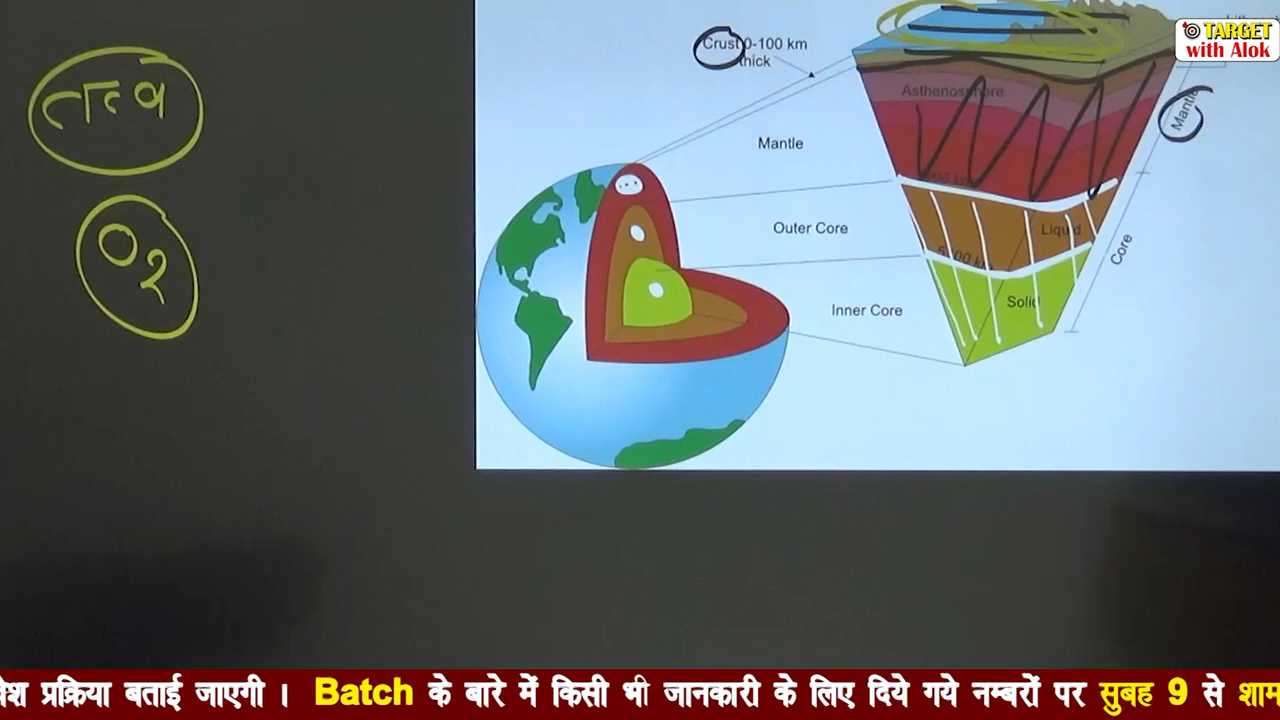 तत्व
O2
Crust 0-100 km
thick
Asthenosphere
Mantle
Mantle
Outer Core
Liquid
Core
Inner Core
Solid
TARGET
with Alok
वेश प्रक्रिया बताई जाएगी । Batch के बारे में किसी भी जानकारी के लिए दिये गये नम्बरों पर सुबह 9 से शाम